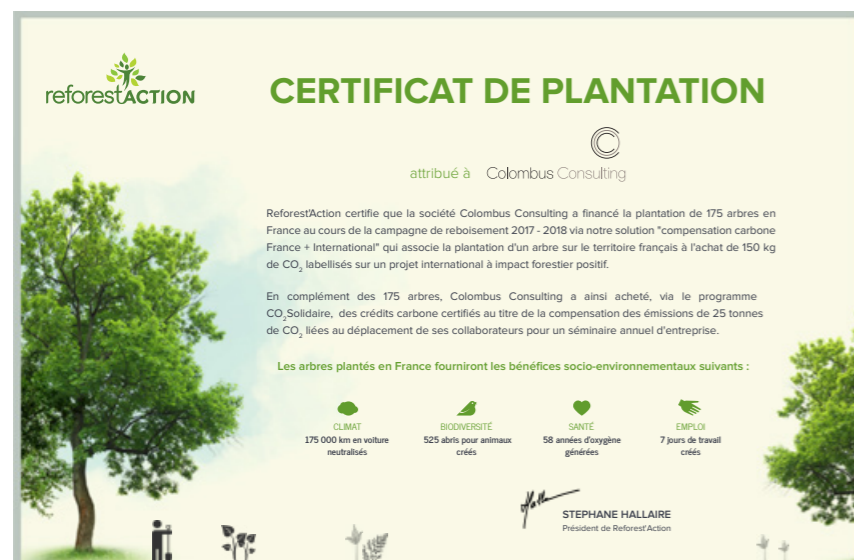 reforestACTION
CERTIFICAT DE PLANTATION
attribué à Colombus Consulting
Reforest'Action certifie que la société Colombus Consulting a financé la plantation de 175 arbres en
France au cours de la campagne de reboisement 2017 - 2018 via notre solution "compensation carbone
France + International" qui associe la plantation d'un arbre sur le territoire français à l'achat de 150 kg
de CO₂ labellisés sur un projet international à impact forestier positif.
En complément des 175 arbres, Colombus Consulting a ainsi acheté, via le programme
CO₂Solidaire, des crédits carbone certifiés au titre de la compensation des émissions de 25 tonnes
de CO₂ liées au déplacement de ses collaborateurs pour un séminaire annuel d'entreprise.
Les arbres plantés en France fourniront les bénéfices socio-environnementaux suivants :
CLIMAT
175 000 km en voiture
neutralisés
BIODIVERSITÉ
525 abris pour animaux
créés
SANTÉ
58 années d'oxygène
générées
EMPLOI
7 jours de travail
créés
STEPHANE HALLAIRE
Président de Reforest'Action